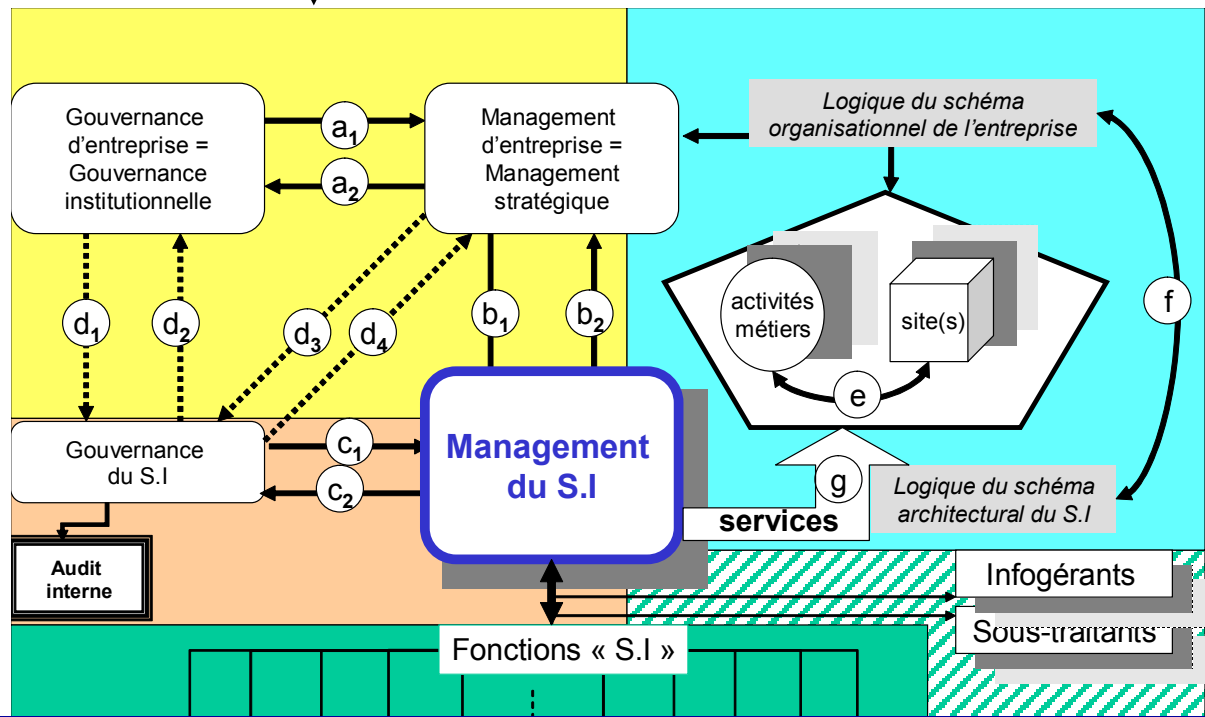 Gouvernance
d'entreprise =
Gouvernance
institutionnelle
a1
a2
Management
d'entreprise =
Management
stratégique
Logique du schéma
organisationnel de l'entreprise
d1
d2
d3
d4
b1
b2
activités
métiers
site(s)
e
f
Gouvernance
du S.I
c1
c2
Management
du S.I
g
services
Logique du schéma
architectural du S.I
Audit
interne
Infogérants
Sous-traitants
Fonctions « S.I »